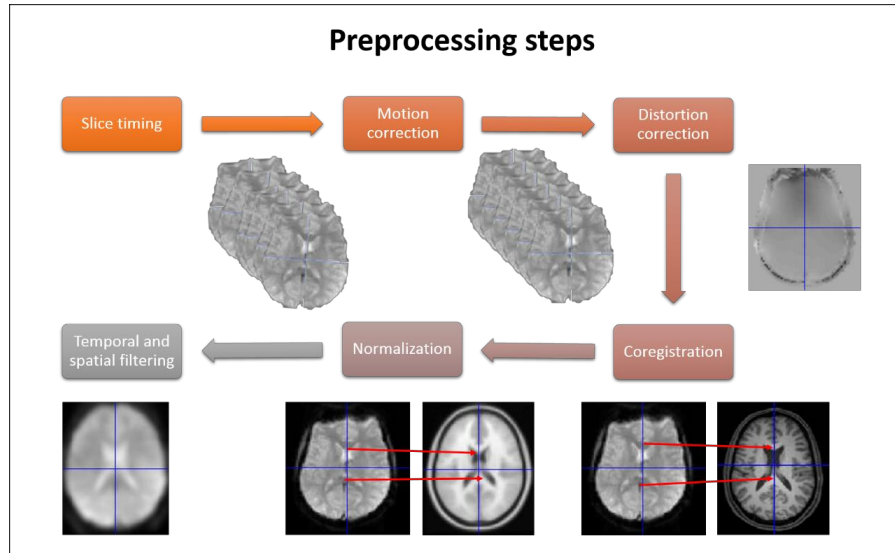 Preprocessing steps
Slice timing
Motion
correction
Distortion
correction
Coregistration
Normalization
Temporal and
spatial filtering